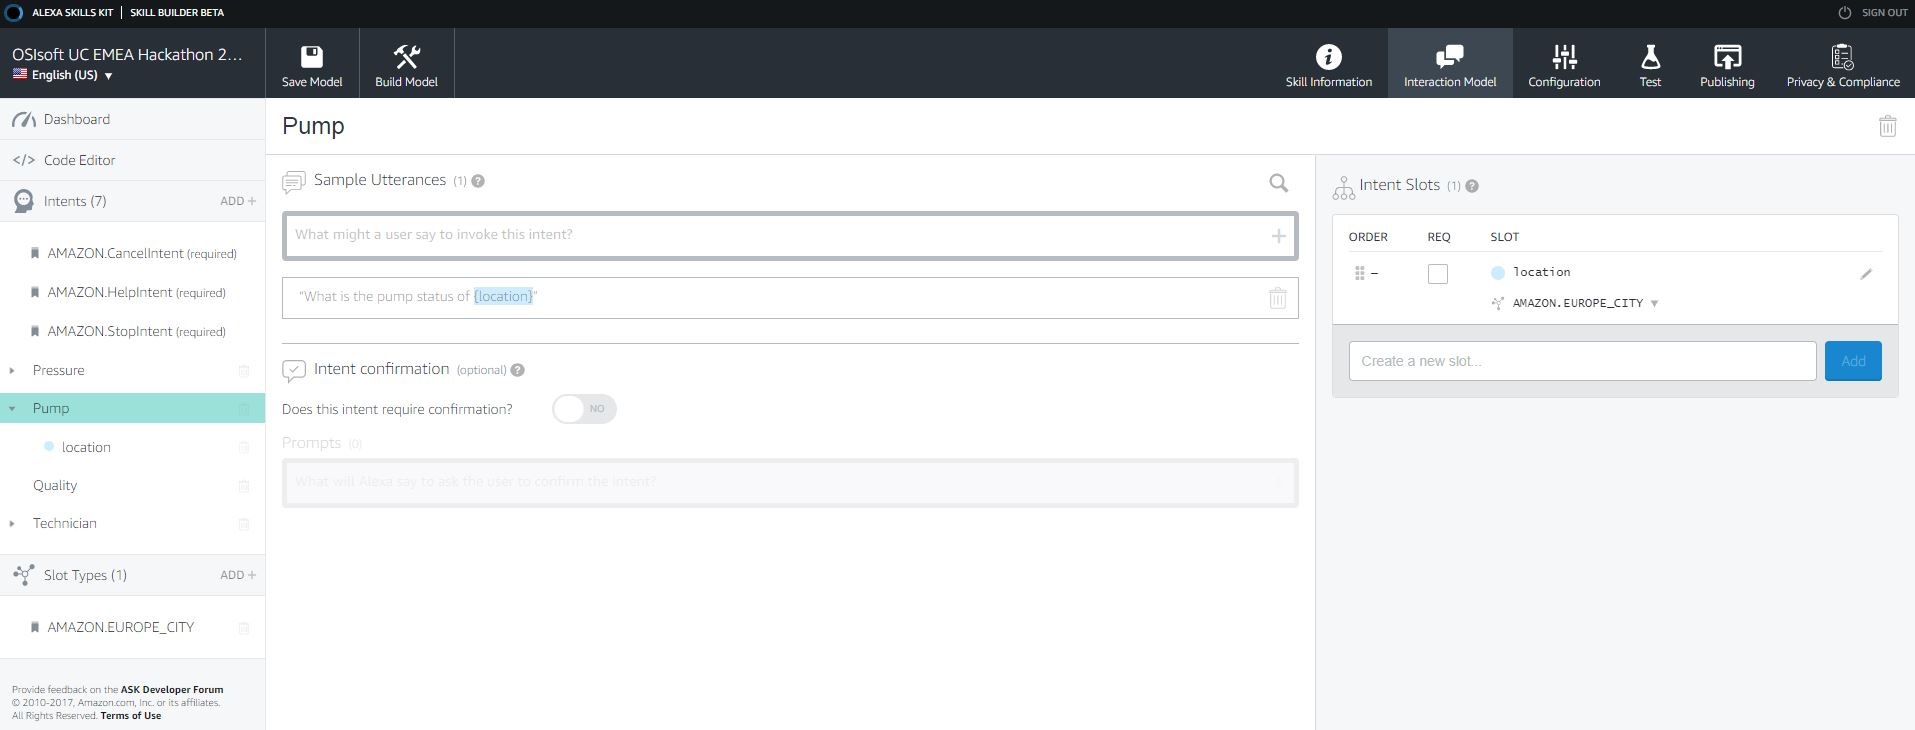 ALEXA SKILLS KIT | SKILL BUILDER BETA
SIGN OUT
OSIsoft UC EMEA Hackathon 2...
English (US)
Save Model
Build Model
Skill Information
Interaction Model
Configuration
Test
Publishing
Privacy & Compliance
Dashboard
</> Code Editor
Intents (7)
ADD +
AMAZON.CancelIntent (required)
AMAZON.HelpIntent (required)
AMAZON.StopIntent (required)
Pressure
Pump
location
Quality
Technician
Slot Types (1)
ADD +
AMAZON.EUROPE_CITY
Provide feedback on the ASK Developer Forum
© 2010-2017, Amazon.com, Inc. or its affiliates.
All Rights Reserved. Terms of Use
Pump
Sample Utterances (1) ?
What might a user say to invoke this intent?
"What is the pump status of {location}"
Intent confirmation (optional) ?
Does this intent require confirmation?
NO
Prompts (0)
What will Alexa say to ask the user to confirm the intent?
Intent Slots (1) ?
ORDER REQ SLOT
– location
AMAZON.EUROPE_CITY
Create a new slot...
Add